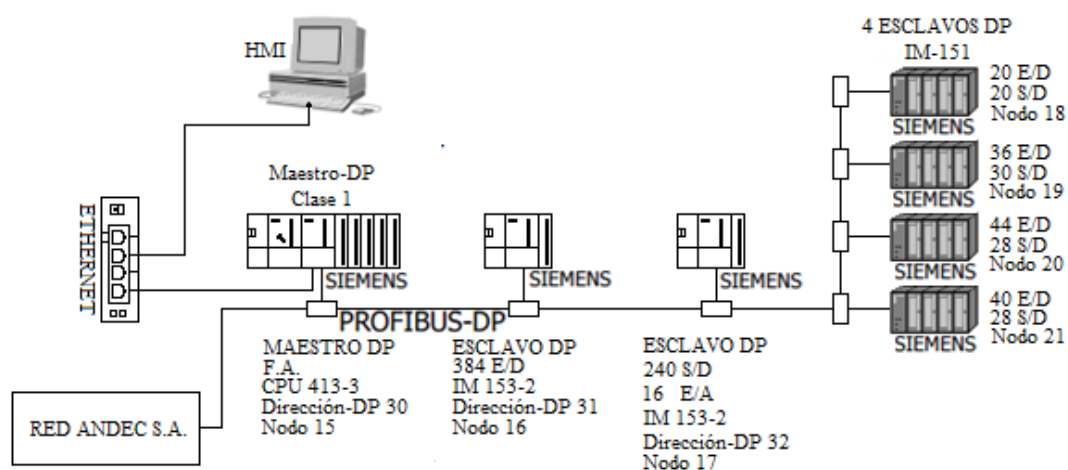 4 ESCLAVOS DP
IM-151
HMI
20 E/D
20 S/D
Nodo 18
SIEMENS
36 E/D
30 S/D
Nodo 19
SIEMENS
44 E/D
28 S/D
Nodo 20
SIEMENS
40 E/D
28 S/D
Nodo 21
SIEMENS
Maestro-DP
Clase 1
ETHERNET
SIEMENS
SIEMENS
SIEMENS
PROFIBUS-DP
MAESTRO DP
F.A.
CPU 413-3
Dirección-DP 30
Nodo 15
ESCLAVO DP
384 E/D
IM 153-2
Dirección-DP 31
Nodo 16
ESCLAVO DP
240 S/D
16 E/A
IM 153-2
Dirección-DP 32
Nodo 17
RED ANDEC S.A.